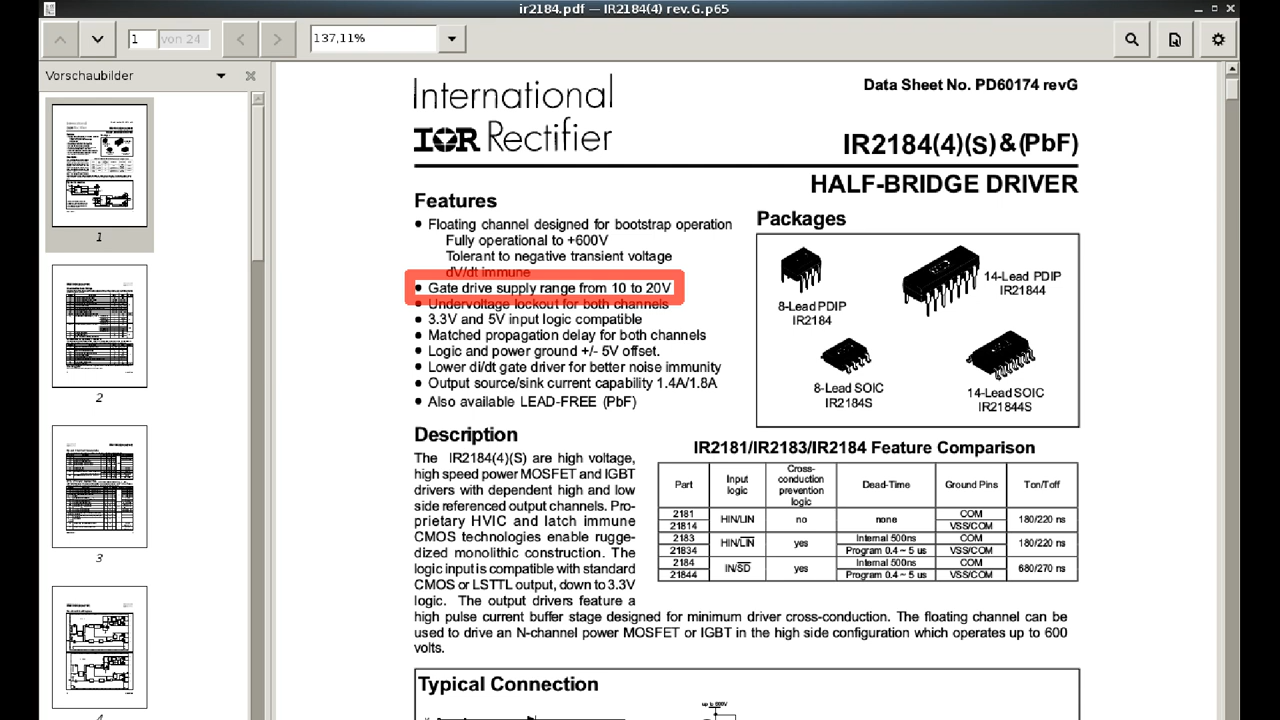 ir2184.pdf — IR2184(4) rev.G.p65
1 von 24
137,11%
Vorschaubilder
1
2
3
4
International
IOR Rectifier
Data Sheet No. PD60174 revG
IR2184(4)(S) & (PbF)
HALF-BRIDGE DRIVER
Features
• Floating channel designed for bootstrap operation
Fully operational to +600V
Tolerant to negative transient voltage
dV/dt immune
• Gate drive supply range from 10 to 20V
• Undervoltage lockout for both channels
• 3.3V and 5V input logic compatible
• Matched propagation delay for both channels
• Logic and power ground +/- 5V offset.
• Lower di/dt gate driver for better noise immunity
• Output source/sink current capability 1.4A/1.8A
• Also available LEAD-FREE (PbF)
Packages
8-Lead PDIP
IR2184
14-Lead PDIP
IR21844
8-Lead SOIC
IR2184S
14-Lead SOIC
IR21844S
Description
The IR2184(4)(S) are high voltage,
high speed power MOSFET and IGBT
drivers with dependent high and low
side referenced output channels. Pro-
prietary HVIC and latch immune
CMOS technologies enable rugge-
dized monolithic construction. The
logic input is compatible with standard
CMOS or LSTTL output, down to 3.3V
logic. The output drivers feature a
high pulse current buffer stage designed for minimum driver cross-conduction. The floating channel can be
used to drive an N-channel power MOSFET or IGBT in the high side configuration which operates up to 600
volts.
IR2181/IR2183/IR2184 Feature Comparison
Part Input logic Cross-conduction prevention logic Dead-Time Ground Pins Ton/Toff
2181 HIN/LIN no none COM 180/220 ns
21814 VSS/COM
2183 HIN/LIN yes Internal 500ns COM 180/220 ns
21834 Program 0.4 ~ 5 us VSS/COM
2184 IN/SD yes Internal 500ns COM 680/270 ns
21844 Program 0.4 ~ 5 us VSS/COM
Typical Connection
up to 600V